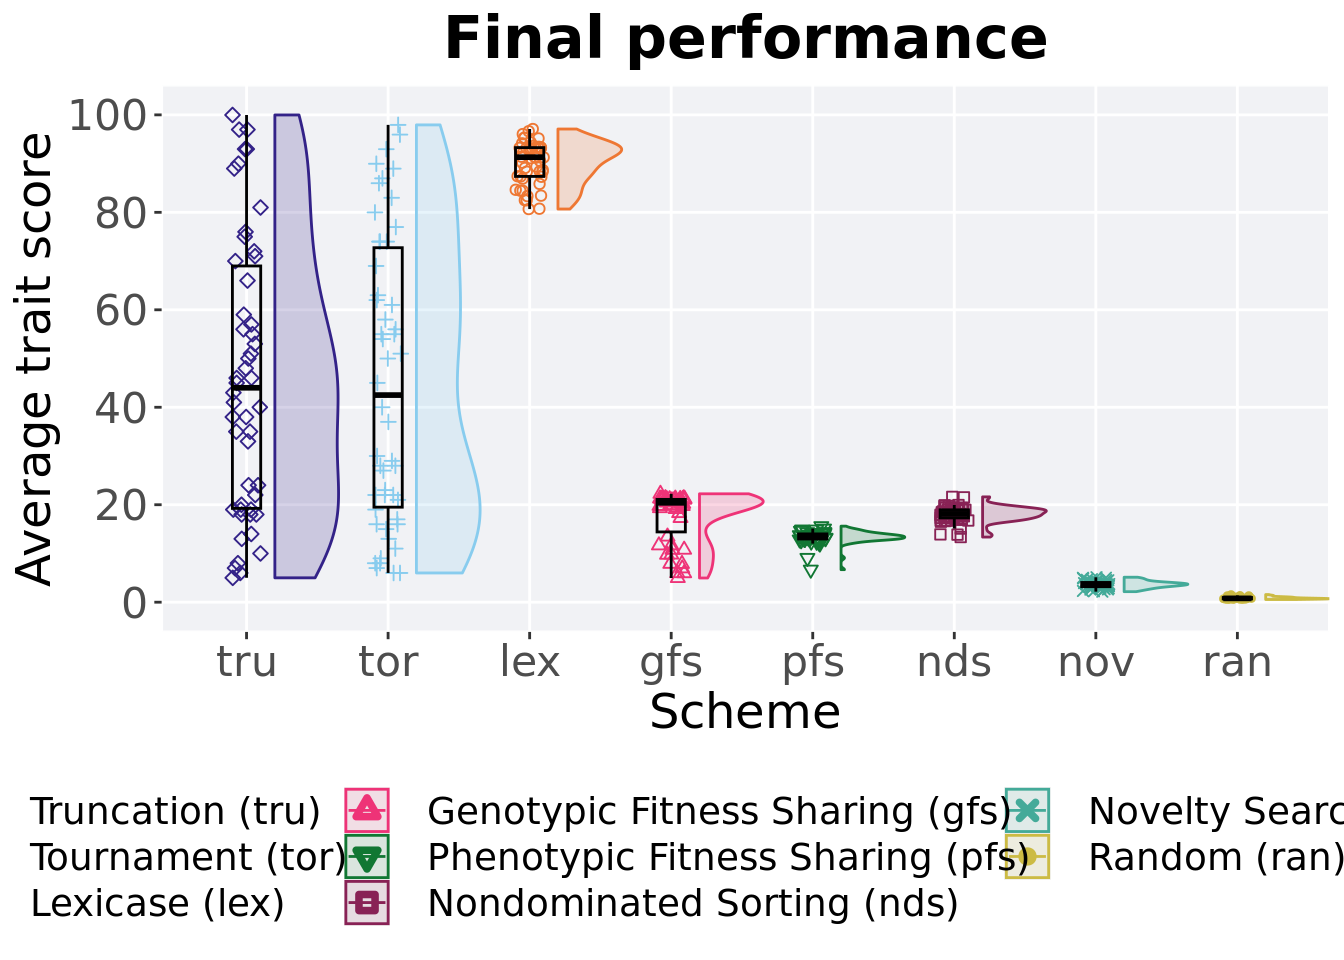 Final performance
Average trait score
100
80
60
40
20
0
tru tor lex gfs pfs nds nov ran
Scheme
Truncation (tru) Genotypic Fitness Sharing (gfs) Novelty
Tournament (tor) Phenotypic Fitness Sharing (pfs) Random (ran)
Lexicase (lex) Nondominated Sorting (nds)